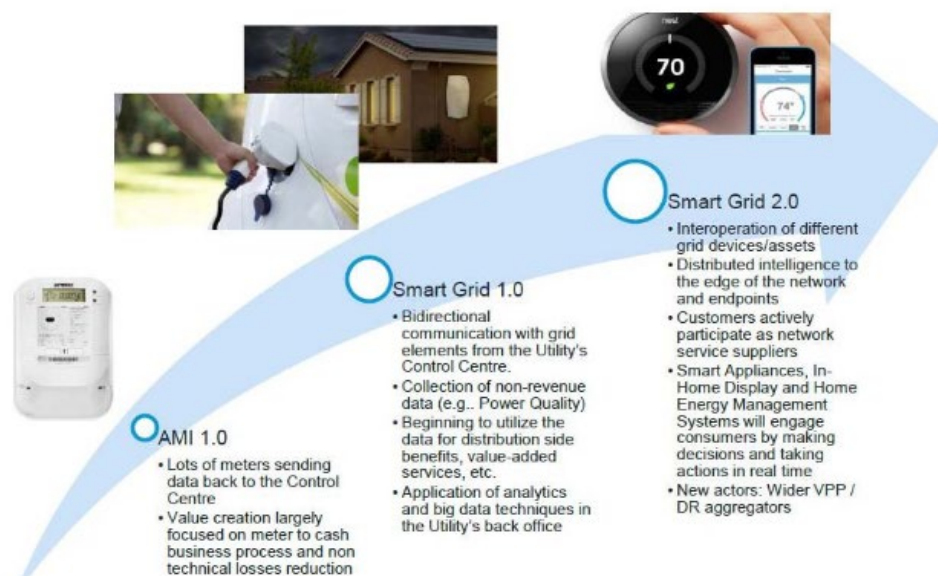 nest
70
74°
Smart Grid 2.0
• Interoperation of different
grid devices/assets
• Distributed intelligence to
the edge of the network
and endpoints
• Customers actively
participate as network
service suppliers
• Smart Appliances, In-
Home Display and Home
Energy Management
Systems will engage
consumers by making
decisions and taking
actions in real time
• New actors: Wider VPP /
DR aggregators
Smart Grid 1.0
• Bidirectional
communication with grid
elements from the Utility's
Control Centre.
• Collection of non-revenue
data (e.g.. Power Quality)
• Beginning to utilize the
data for distribution side
benefits, value-added
services, etc.
• Application of analytics
and big data techniques in
the Utility's back office
AMI 1.0
• Lots of meters sending
data back to the Control
Centre
• Value creation largely
focused on meter to cash
business process and non
technical losses reduction